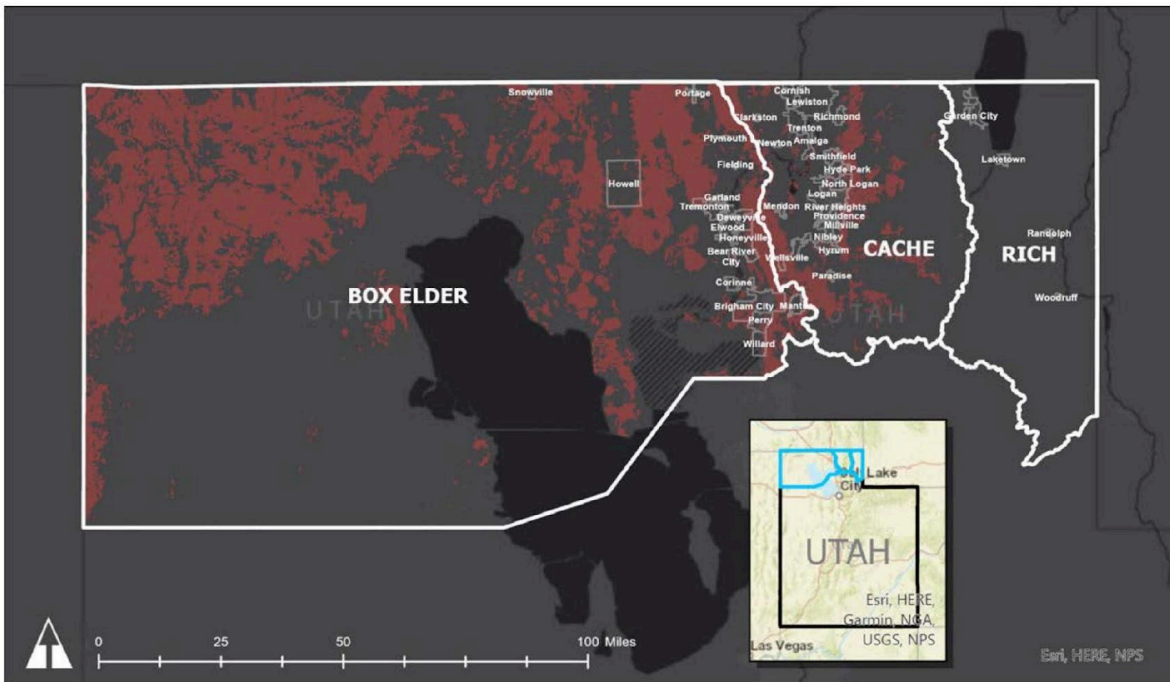 Snowville
Portage
Cornish
Lewiston
Clarkston
Richmond
Garden City
Trenton
Plymouth
Newton
Amalga
Smithfield
Laketown
Fielding
Hyde Park
Howell
North Logan
Logan
Garland
Tremonton
Mendon
River Heights
Deweyville
Providence
Elwood
Millville
Honeyville
Nibley
Randolph
Bear River
City
Wellsville
Hyrum
CACHE
RICH
Paradise
Corinne
BOX ELDER
Woodruff
UTAH
Brigham City
Mant
UTAH
Perry
Willard
Lake
City
UTAH
Esri, HERE,
Garmin, NGA,
USGS, NPS
Las Vegas
0 25 50 100 Miles
Esri, HERE, NPS